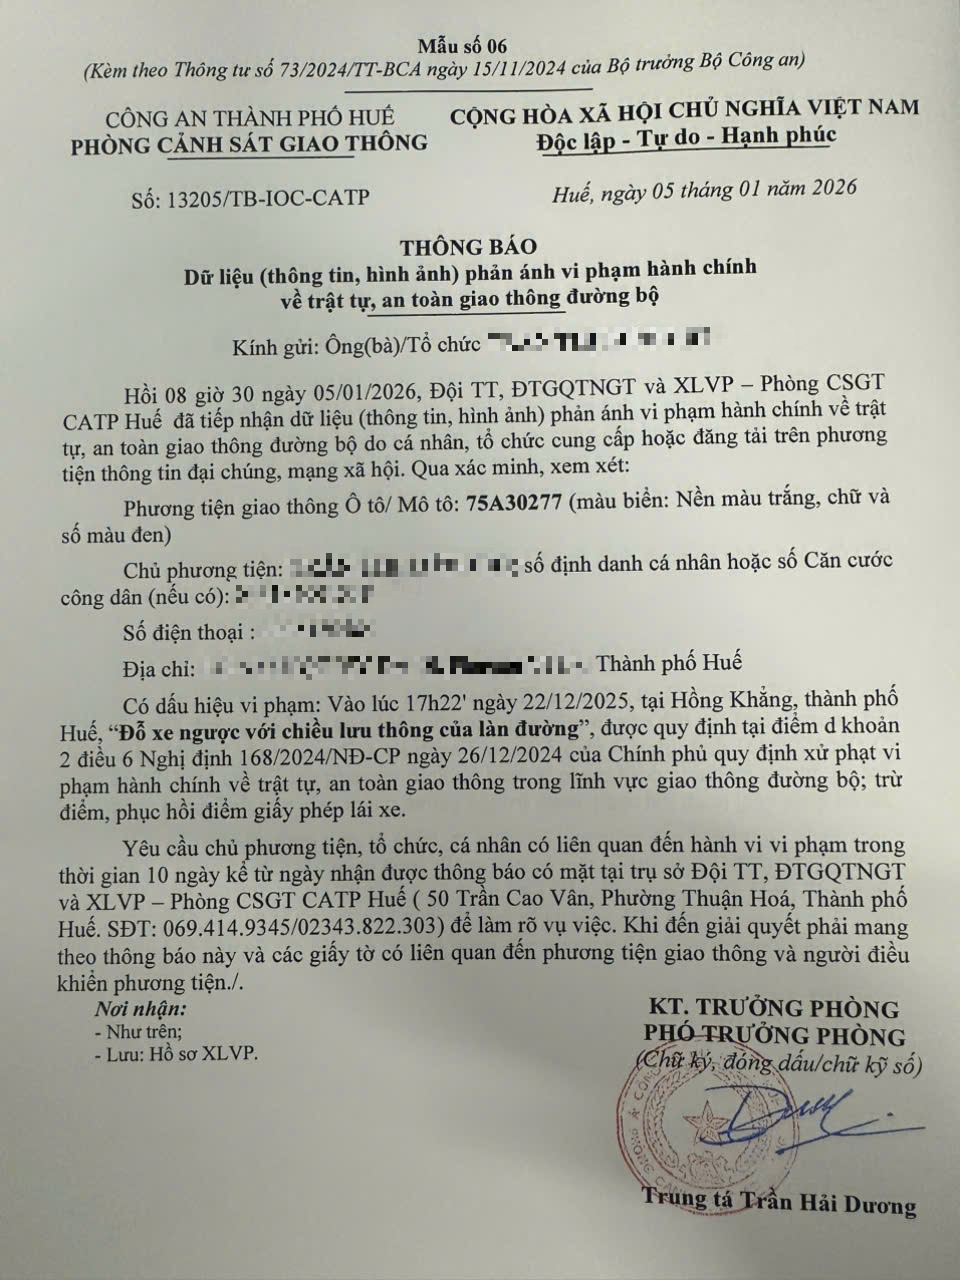 Mẫu số 06
(Kèm theo Thông tư số 73/2024/TT-BCA ngày 15/11/2024 của Bộ trưởng Bộ Công an)
CÔNG AN THÀNH PHỐ HUẾ
PHÒNG CẢNH SÁT GIAO THÔNG
CỘNG HÒA XÃ HỘI CHỦ NGHĨA VIỆT NAM
Độc lập - Tự do - Hạnh phúc
Số: 13205/TB-IOC-CATP
Huế, ngày 05 tháng 01 năm 2026
THÔNG BÁO
Dữ liệu (thông tin, hình ảnh) phản ánh vi phạm hành chính
về trật tự, an toàn giao thông đường bộ
Kính gửi: Ông(bà)/Tổ chức
Hồi 08 giờ 30 ngày 05/01/2026, Đội TT, ĐTGQTNGT và XLVP – Phòng CSGT
CATP Huế đã tiếp nhận dữ liệu (thông tin, hình ảnh) phản ánh vi phạm hành chính về trật
tự, an toàn giao thông đường bộ do cá nhân, tổ chức cung cấp hoặc đăng tải trên phương
tiện thông tin đại chúng, mạng xã hội. Qua xác minh, xem xét:
Phương tiện giao thông Ô tô/ Mô tô: 75A30277 (màu biển: Nền màu trắng, chữ và
số màu đen)
Chủ phương tiện: số định danh cá nhân hoặc số Căn cước
công dân (nếu có):
Số điện thoại :
Địa chỉ: Thành phố Huế
Có dấu hiệu vi phạm: Vào lúc 17h22' ngày 22/12/2025, tại Hồng Khẳng, thành phố
Huế, “Đỗ xe ngược với chiều lưu thông của làn đường”, được quy định tại điểm d khoản
2 điều 6 Nghị định 168/2024/NĐ-CP ngày 26/12/2024 của Chính phủ quy định xử phạt vi
phạm hành chính về trật tự, an toàn giao thông trong lĩnh vực giao thông đường bộ; trừ
điểm, phục hồi điểm giấy phép lái xe.
Yêu cầu chủ phương tiện, tổ chức, cá nhân có liên quan đến hành vi vi phạm trong
thời gian 10 ngày kể từ ngày nhận được thông báo có mặt tại trụ sở Đội TT, ĐTGQTNGT
và XLVP – Phòng CSGT CATP Huế ( 50 Trần Cao Vân, Phường Thuận Hoá, Thành phố
Huế. SĐT: 069.414.9345/02343.822.303) để làm rõ vụ việc. Khi đến giải quyết phải mang
theo thông báo này và các giấy tờ có liên quan đến phương tiện giao thông và người điều
khiển phương tiện./.
Nơi nhận:
- Như trên;
- Lưu: Hồ sơ XLVP.
KT. TRƯỞNG PHÒNG
PHÓ TRƯỞNG PHÒNG
(Chữ ký, đóng dấu/chữ kỹ số)
Trung tá Trần Hải Dương